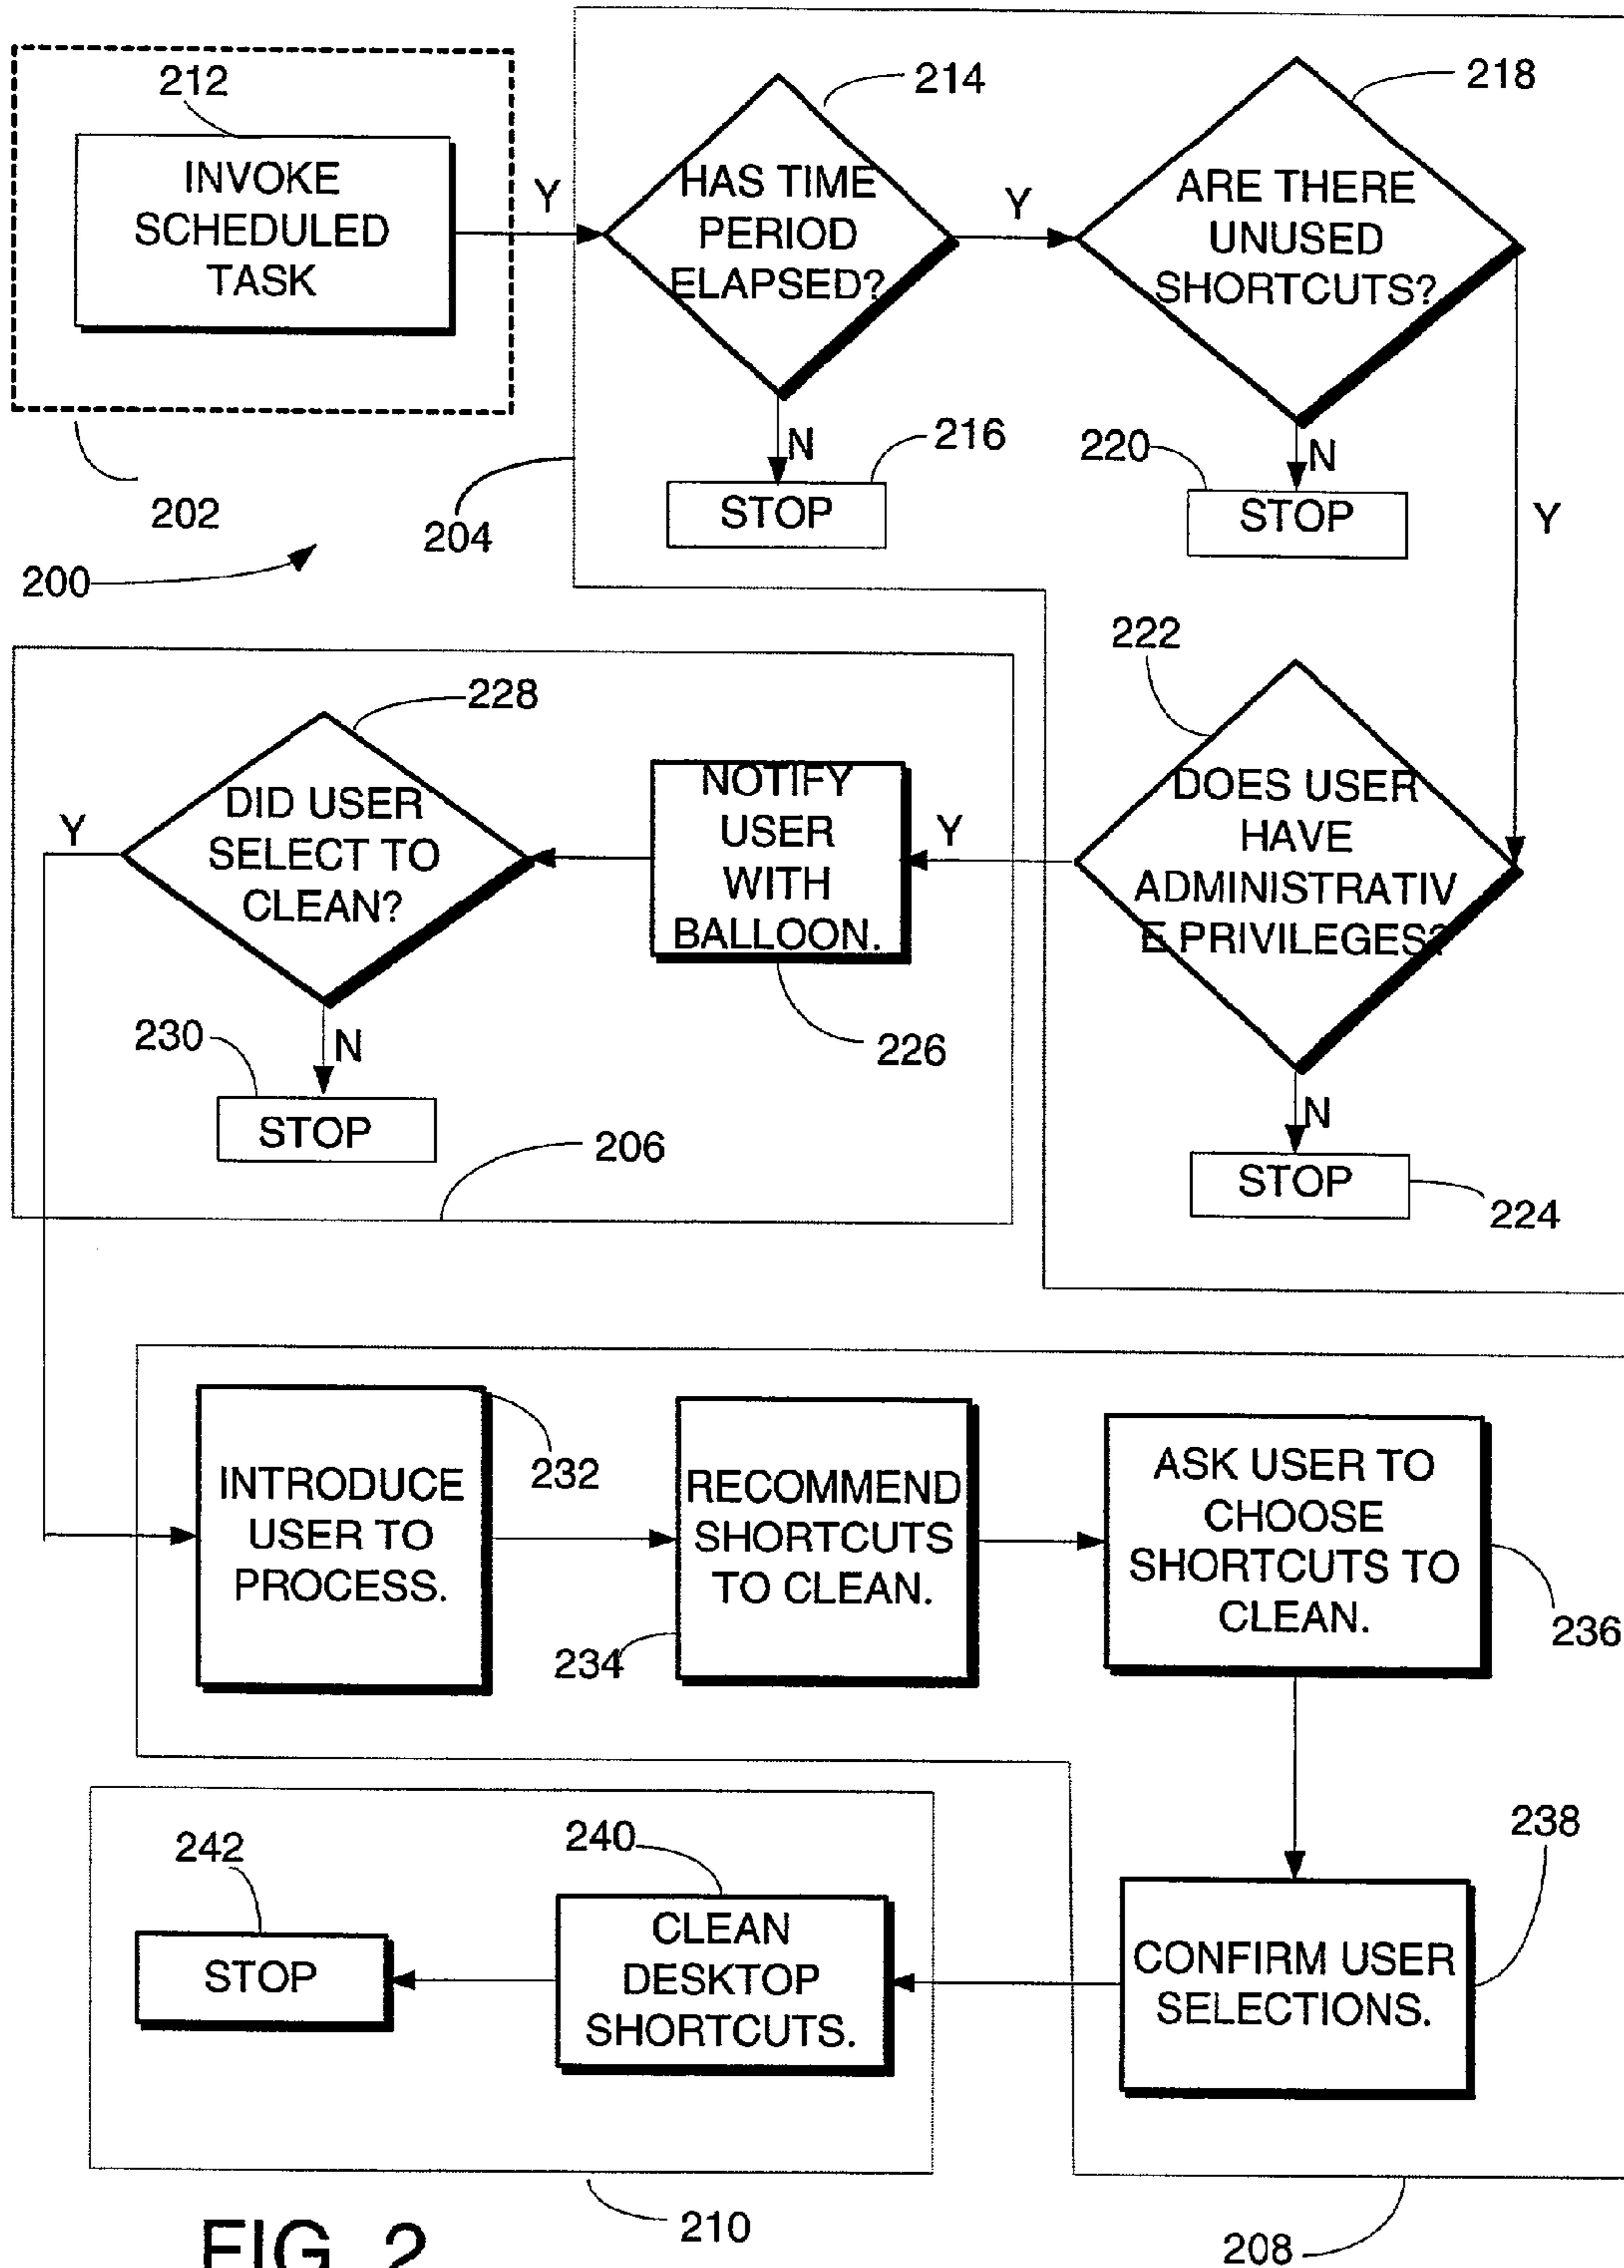 212
INVOKE
SCHEDULED
TASK
202
200
Y
204
214
HAS TIME
PERIOD
ELAPSED?
Y
N
216
STOP
218
ARE THERE
UNUSED
SHORTCUTS?
220
N
STOP
Y
222
DOES USER
HAVE
ADMINISTRATIV
E PRIVILEGES?
N
STOP
224
Y
NOTIFY
USER
WITH
BALLOON.
226
228
DID USER
SELECT TO
CLEAN?
Y
230
N
STOP
206
INTRODUCE
USER TO
PROCESS.
232
RECOMMEND
SHORTCUTS
TO CLEAN.
234
ASK USER TO
CHOOSE
SHORTCUTS TO
CLEAN.
236
238
CONFIRM USER
SELECTIONS.
240
CLEAN
DESKTOP
SHORTCUTS.
242
STOP
210
208
FIG. 2